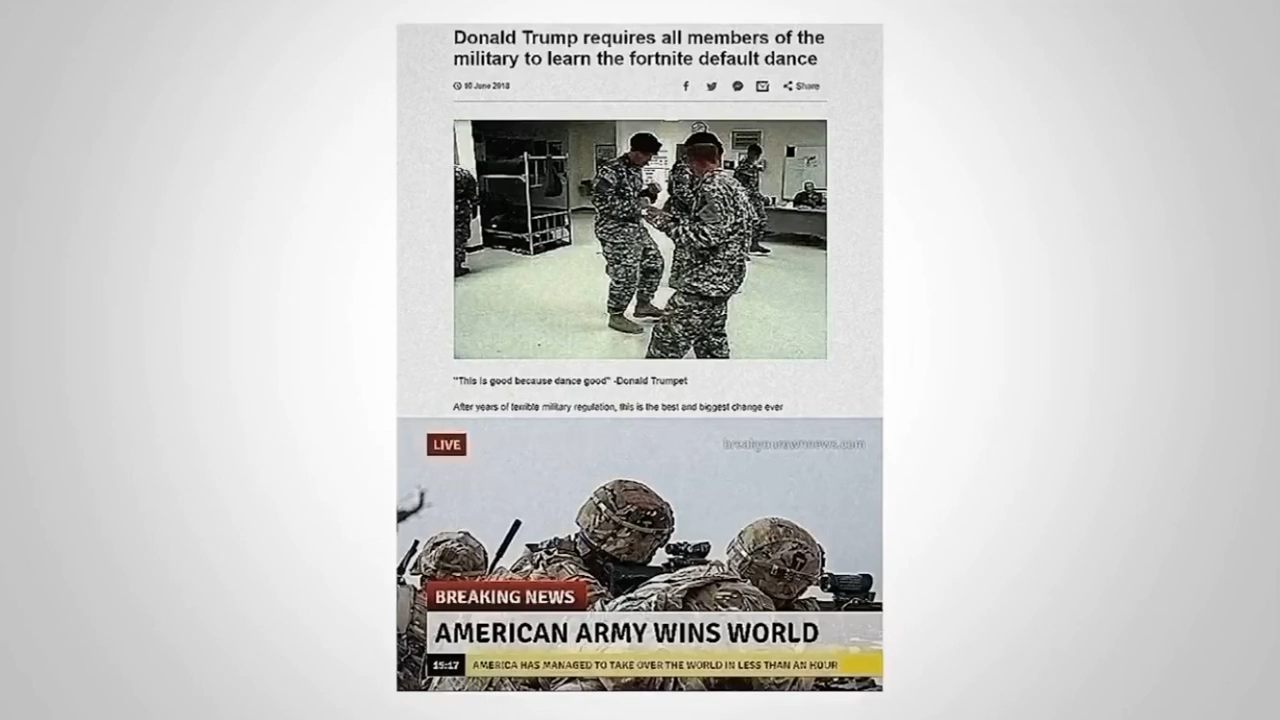 Donald Trump requires all members of the
military to learn the fortnite default dance
10 June 2018
Share
"This is good because dance good" -Donald Trumpet
After years of terrible military regulation, this is the best and biggest change ever
LIVE
breakyourownnews.com
BREAKING NEWS
AMERICAN ARMY WINS WORLD
15:17 AMERICA HAS MANAGED TO TAKE OVER THE WORLD IN LESS THAN AN HOUR